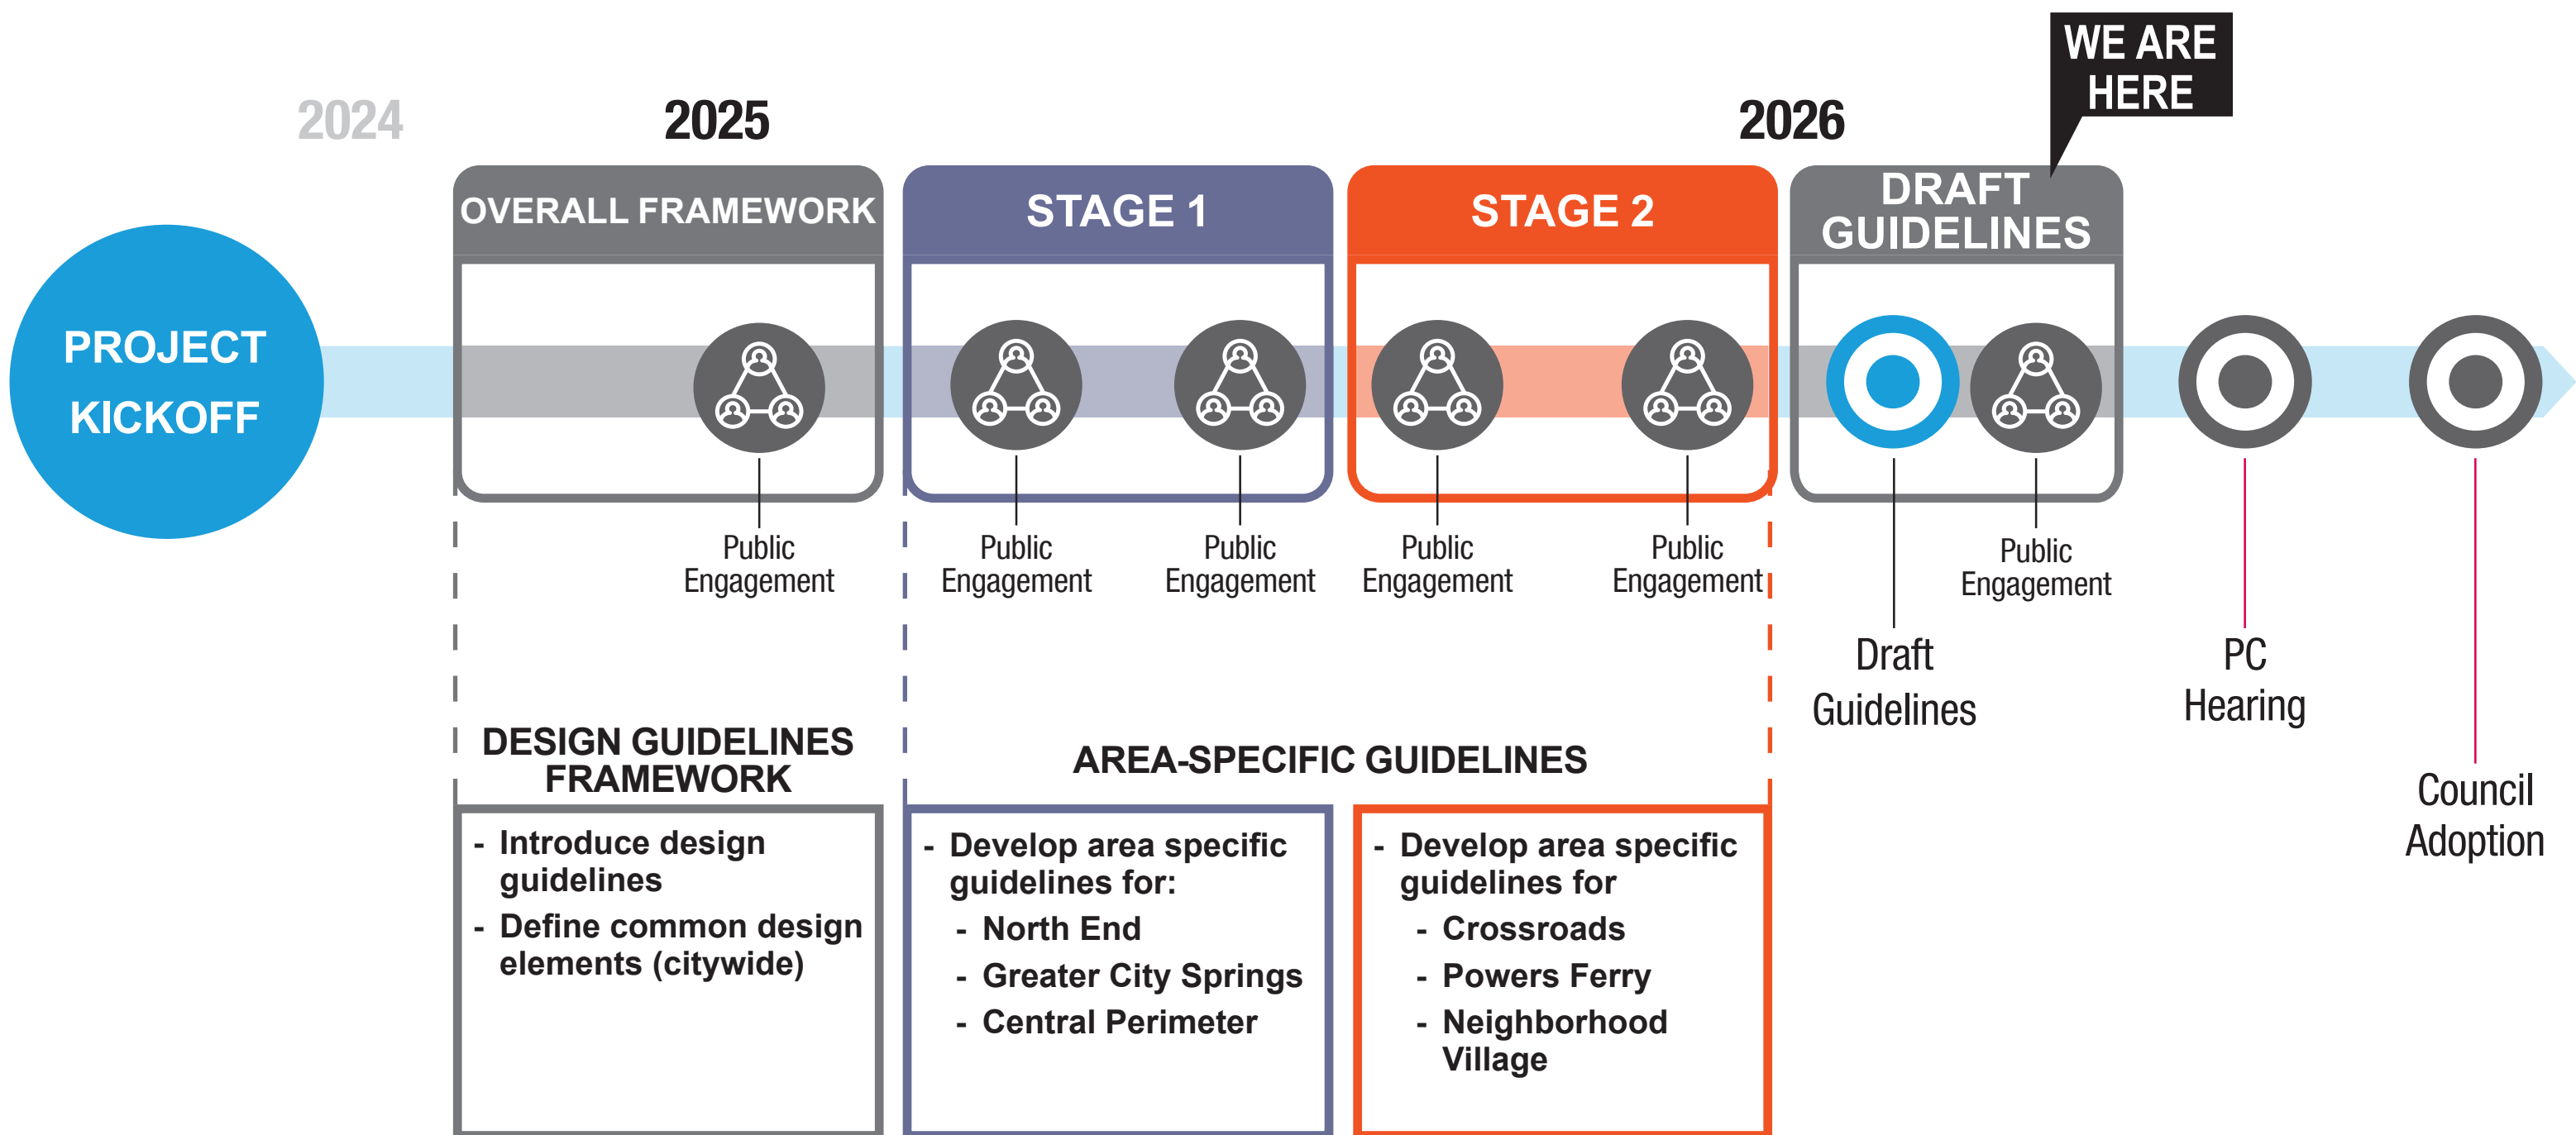 WE ARE
HERE
2024
2025
2026
PROJECT
KICKOFF
OVERALL FRAMEWORK
STAGE 1
STAGE 2
DRAFT
GUIDELINES
Public
Engagement
Public
Engagement
Public
Engagement
Public
Engagement
Public
Engagement
Public
Engagement
Draft
Guidelines
PC
Hearing
Council
Adoption
DESIGN GUIDELINES
FRAMEWORK
- Introduce design
guidelines
- Define common design
elements (citywide)
AREA-SPECIFIC GUIDELINES
- Develop area specific
guidelines for:
- North End
- Greater City Springs
- Central Perimeter
- Develop area specific
guidelines for
- Crossroads
- Powers Ferry
- Neighborhood
Village